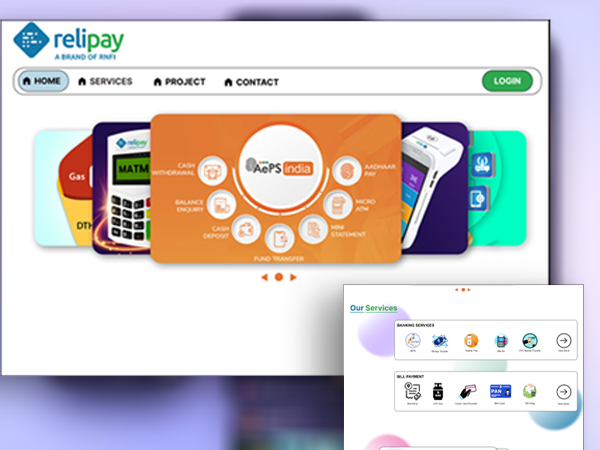 relipay
A BRAND OF RNFI
HOME
SERVICES
PROJECT
CONTACT
LOGIN
Gas
DTH
relipay
MATM
CASH
WITHDRAWAL
BALANCE
ENQUIRY
CASH
DEPOSIT
FUND TRANSFER
MINI
STATEMENT
MICRO
ATM
AADHAAR
PAY
AePS india
Our Services
BANKING SERVICES
BILL PAYMENT
PAN